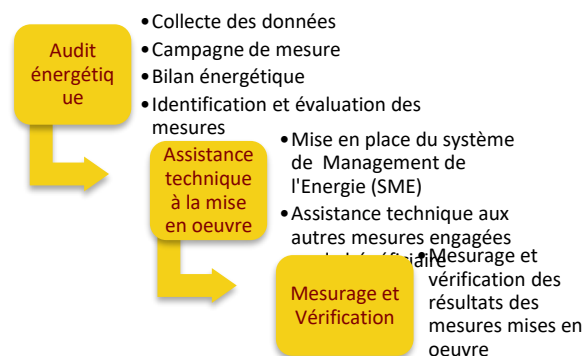 Audit
énergétiq
ue
•Collecte des données
•Campagne de mesure
•Bilan énergétique
•Identification et évaluation des
mesures
Assistance
technique
à la mise
en oeuvre
•Mise en place du système
de Management de
l'Energie (SME)
•Assistance technique aux
autres mesures engagées
Mesurage et
Vérification
•Mesurage et
vérification des
résultats des
mesures mises en
oeuvre